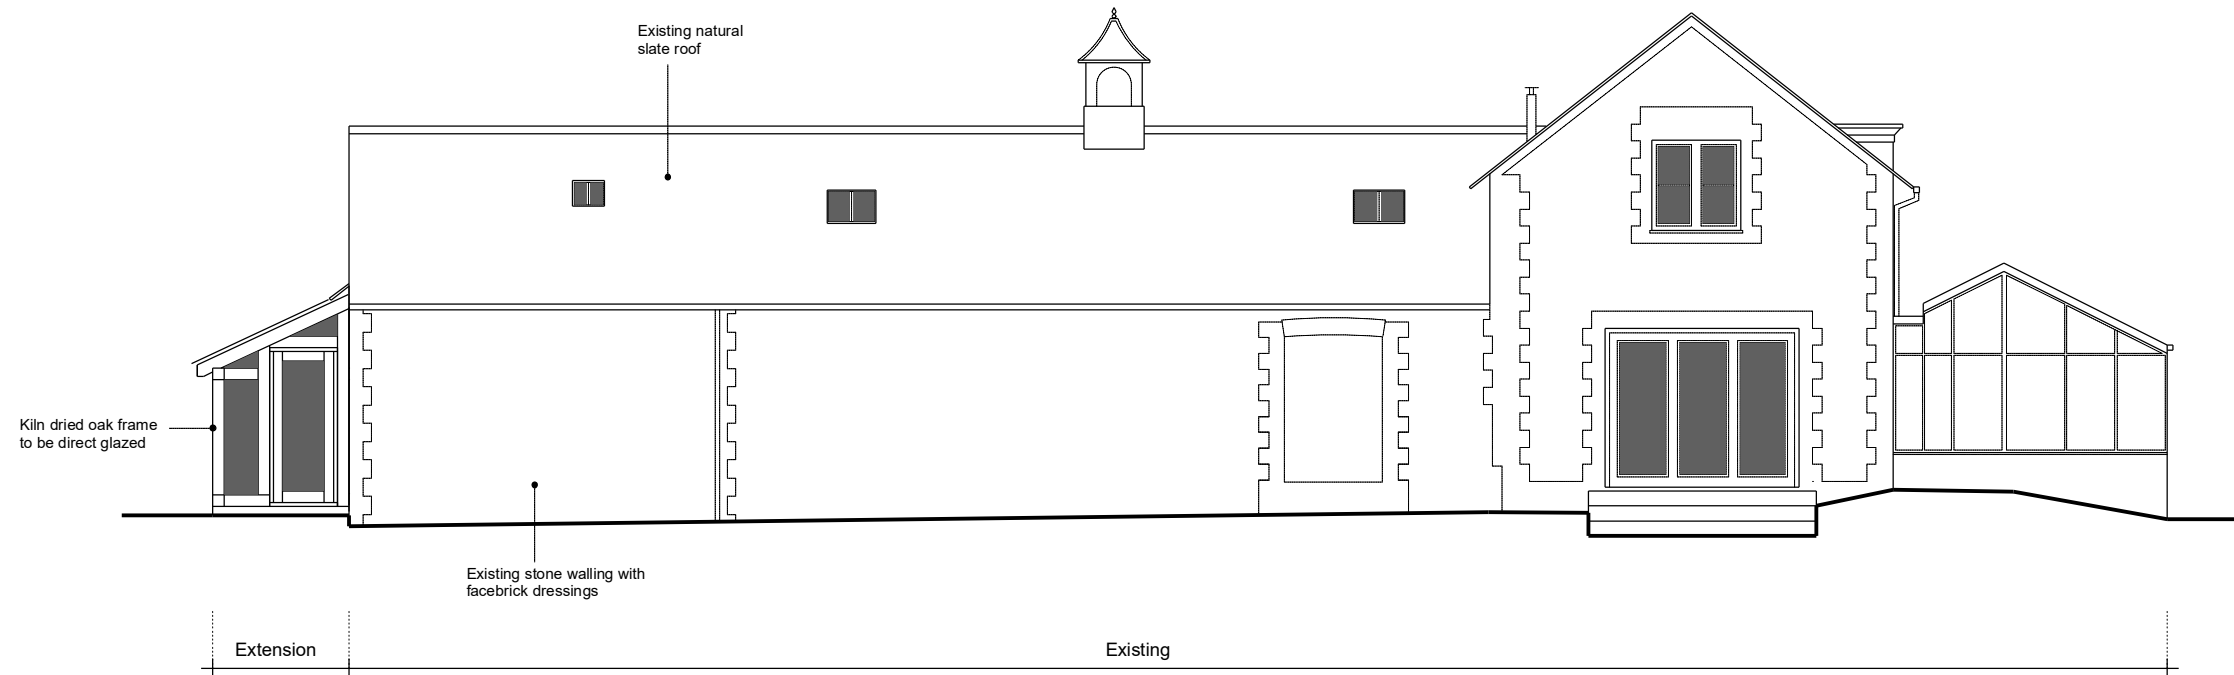 Existing natural
slate roof
Kiln dried oak frame
to be direct glazed
Existing stone walling with
facebrick dressings
Extension
Existing